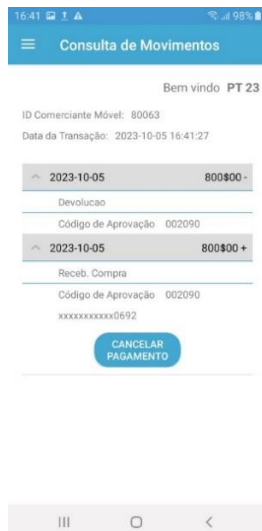 16:41 98%
Consulta de Movimentos
Bem vindo PT 23
ID Comerciante Móvel: 80063
Data da Transação: 2023-10-05 16:41:27
2023-10-05 800$00 -
Devolucao
Código de Aprovação 002090
2023-10-05 800$00 +
Receb. Compra
Código de Aprovação 002090
xxxxxxxxxxx0692
CANCELAR
PAGAMENTO